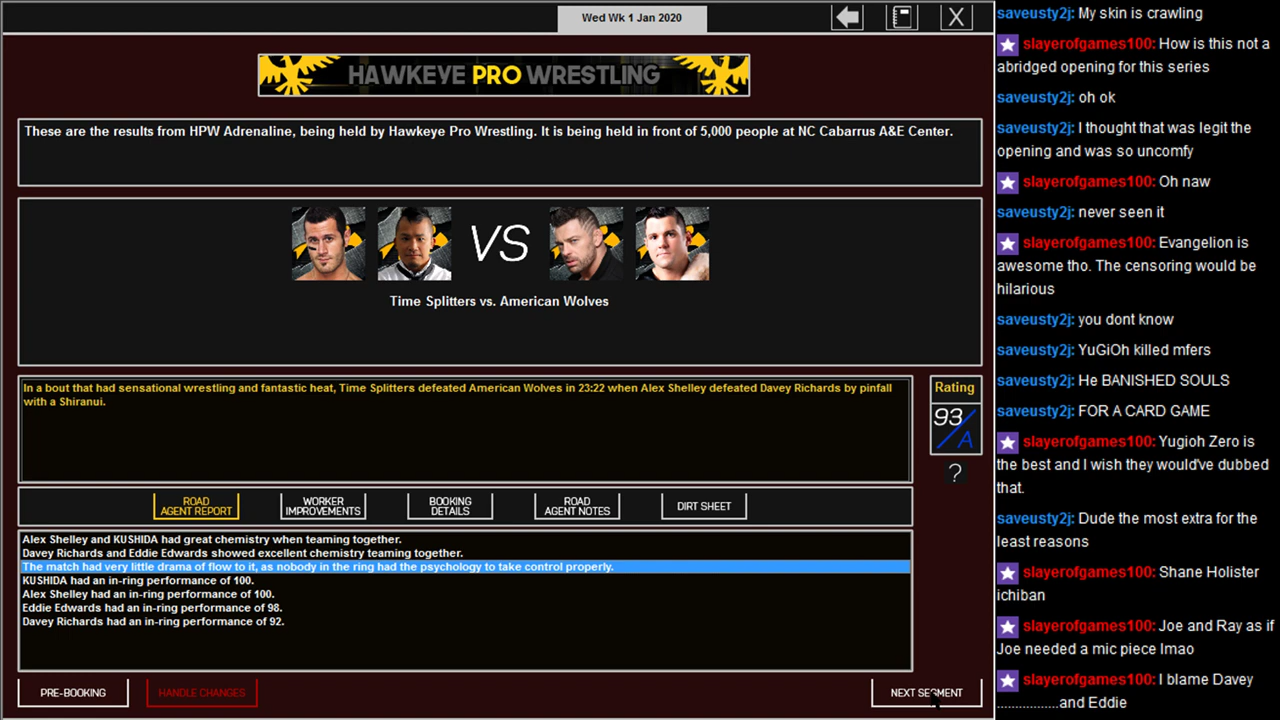 Wed Wk 1 Jan 2020
HAWKEYE PRO WRESTLING
These are the results from HPW Adrenaline, being held by Hawkeye Pro Wrestling. It is being held in front of 5,000 people at NC Cabarrus A&E Center.
VS
Time Splitters vs. American Wolves
In a bout that had sensational wrestling and fantastic heat, Time Splitters defeated American Wolves in 23:22 when Alex Shelley defeated Davey Richards by pinfall
with a Shiranui.
Rating
93/A
?
ROAD
AGENT REPORT
WORKER
IMPROVEMENTS
BOOKING
DETAILS
ROAD
AGENT NOTES
DIRT SHEET
Alex Shelley and KUSHIDA had great chemistry when teaming together.
Davey Richards and Eddie Edwards showed excellent chemistry teaming together.
The match had very little drama of flow to it, as nobody in the ring had the psychology to take control properly.
KUSHIDA had an in-ring performance of 100.
Alex Shelley had an in-ring performance of 100.
Eddie Edwards had an in-ring performance of 98.
Davey Richards had an in-ring performance of 92.
PRE-BOOKING
HANDLE CHANGES
NEXT SEGMENT
saveusty2j: My skin is crawling
slayerofgames100: How is this not a
abridged opening for this series
saveusty2j: oh ok
saveusty2j: I thought that was legit the
opening and was so uncomfy
slayerofgames100: Oh naw
saveusty2j: never seen it
slayerofgames100: Evangelion is
awesome tho. The censoring would be
hilarious
saveusty2j: you dont know
saveusty2j: YuGiOh killed mfers
saveusty2j: He BANISHED SOULS
saveusty2j: FOR A CARD GAME
slayerofgames100: Yugioh Zero is
the best and I wish they would've dubbed
that.
saveusty2j: Dude the most extra for the
least reasons
slayerofgames100: Shane Holister
ichiban
slayerofgames100: Joe and Ray as if
Joe needed a mic piece lmao
slayerofgames100: I blame Davey
.................and Eddie